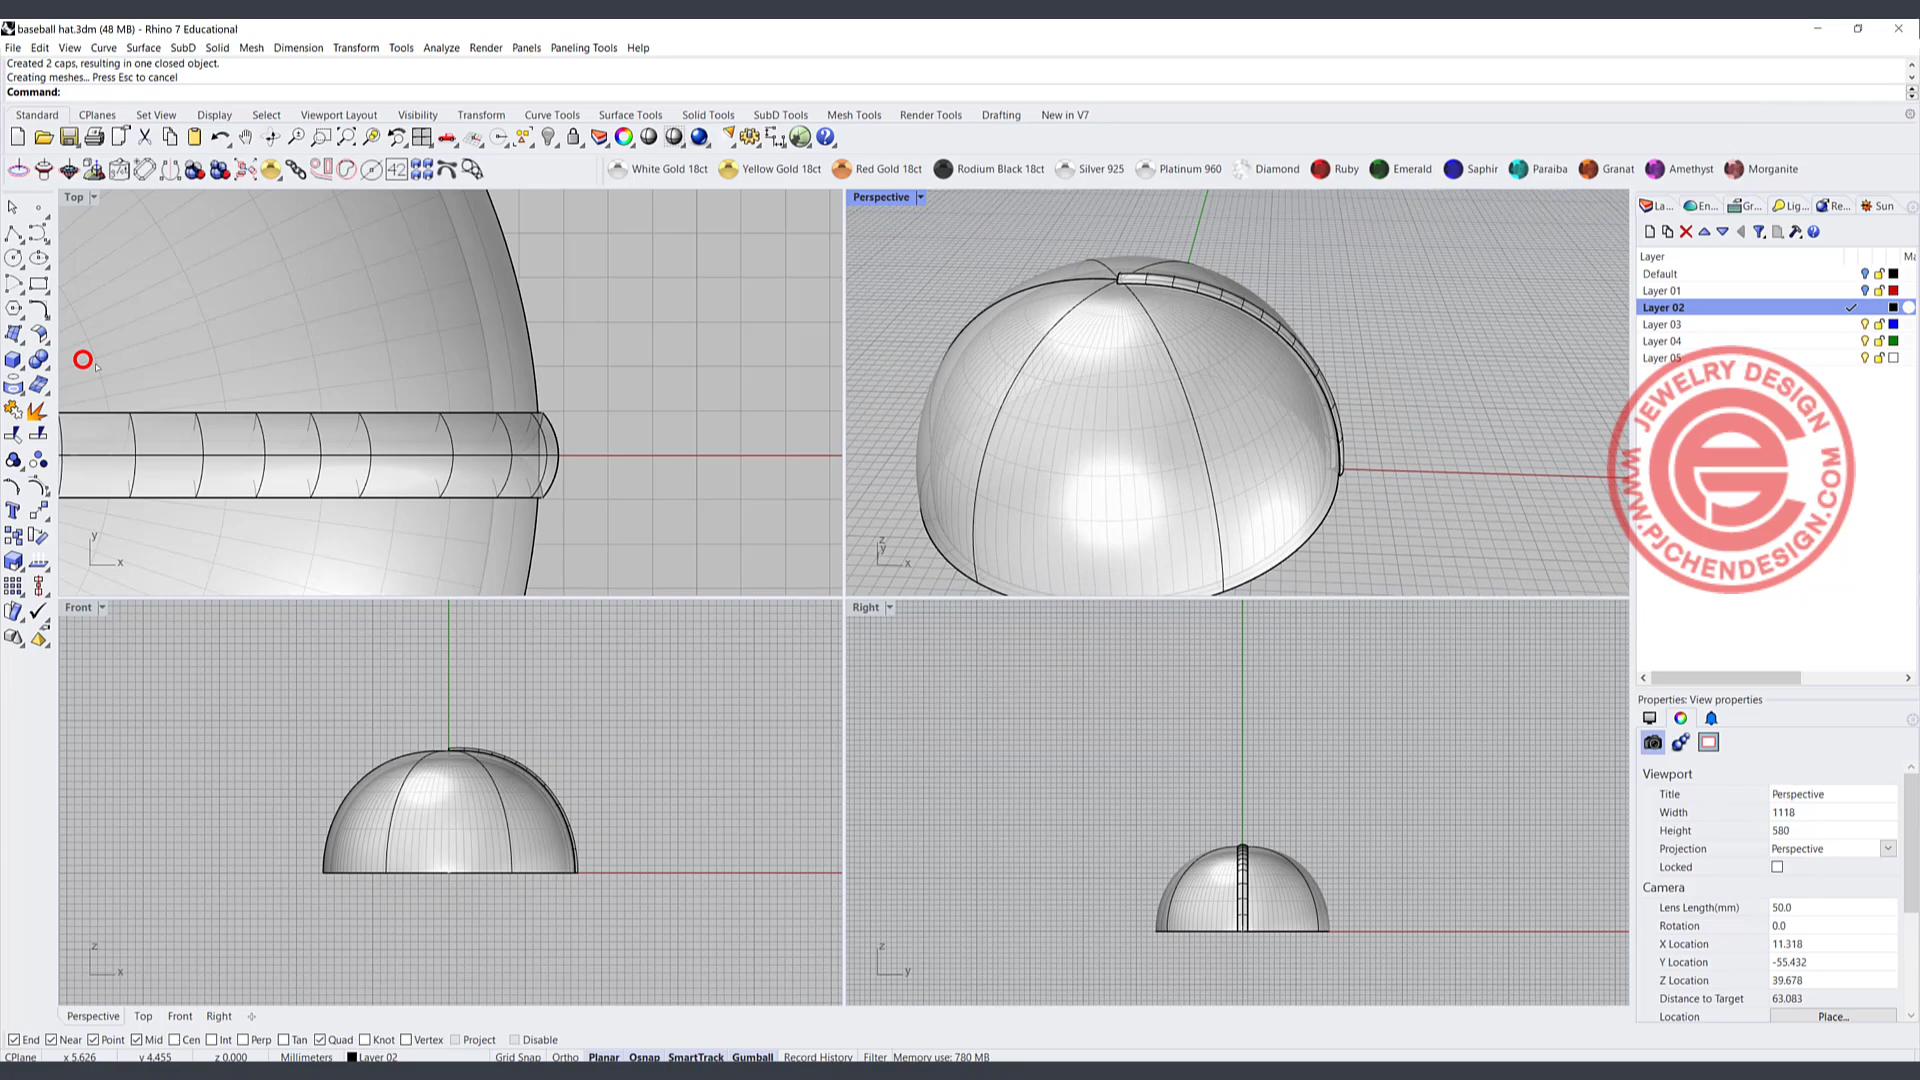 baseball hat.3dm (48 MB) - Rhino 7 Educational
File Edit View Curve Surface SubD Solid Mesh Dimension Transform Tools Analyze Render Panels Paneling Tools Help
Created 2 caps, resulting in one closed object.
Creating meshes... Press Esc to cancel
Command:
Standard CPlanes Set View Display Select Viewport Layout Visibility Transform Curve Tools Surface Tools Solid Tools SubD Tools Mesh Tools Render Tools Drafting New in V7
42 White Gold 18ct Yellow Gold 18ct Red Gold 18ct Rodium Black 18ct Silver 925 Platinum 960 Diamond Ruby Emerald Saphir Paraiba Granat Amethyst Morganite
Top
Perspective
La... En... Gr... Lig... Re... Sun
Layer Ma
Default
Layer 01
Layer 02
Layer 03
Layer 04
Layer 05
JEWELRY DESIGN
WWW.PJCHENDESIGN.COM
y
x
z
y
x
Front
Right
z
x
z
y
Properties: View properties
Viewport
Title Perspective
Width 1118
Height 580
Projection Perspective
Locked
Camera
Lens Length(mm) 50.0
Rotation 0.0
X Location 11.318
Y Location -55.432
Z Location 39.678
Distance to Target 63.083
Location Place...
Perspective Top Front Right
End Near Point Mid Cen Int Perp Tan Quad Knot Vertex Project Disable
CPlane x 5.626 y 4.455 z 0.000 Millimeters Layer 02 Grid Snap Ortho Planar Osnap SmartTrack Gumball Record History Filter Memory use: 780 MB